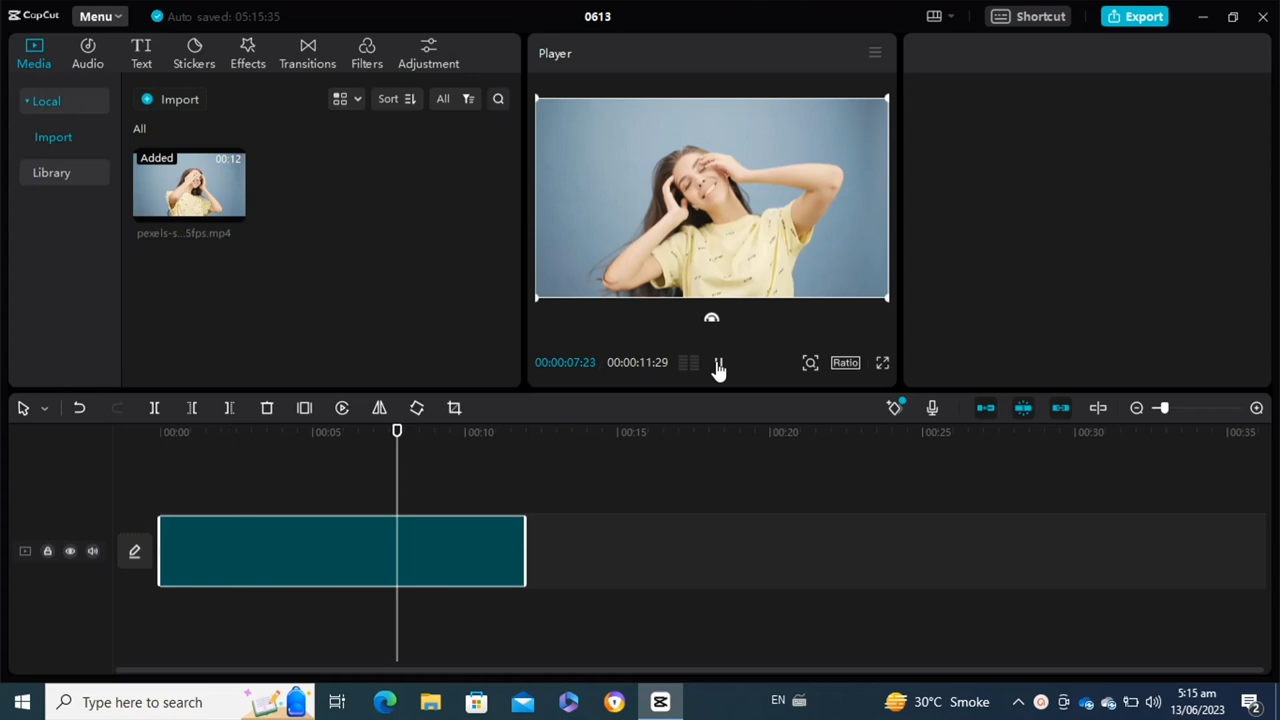 CapCut
Menu
Auto saved: 05:15:35
0613
Shortcut
Export
Media
Audio
Text
Stickers
Effects
Transitions
Filters
Adjustment
Local
Import
Library
Import
Sort
All
All
Added
00:12
pexels-s...5fps.mp4
Player
00:00:07:23
00:00:11:29
Ratio
00:00
00:05
00:10
00:15
00:20
00:25
00:30
00:35
Type here to search
EN
30°C Smoke
5:15 am
13/06/2023
2